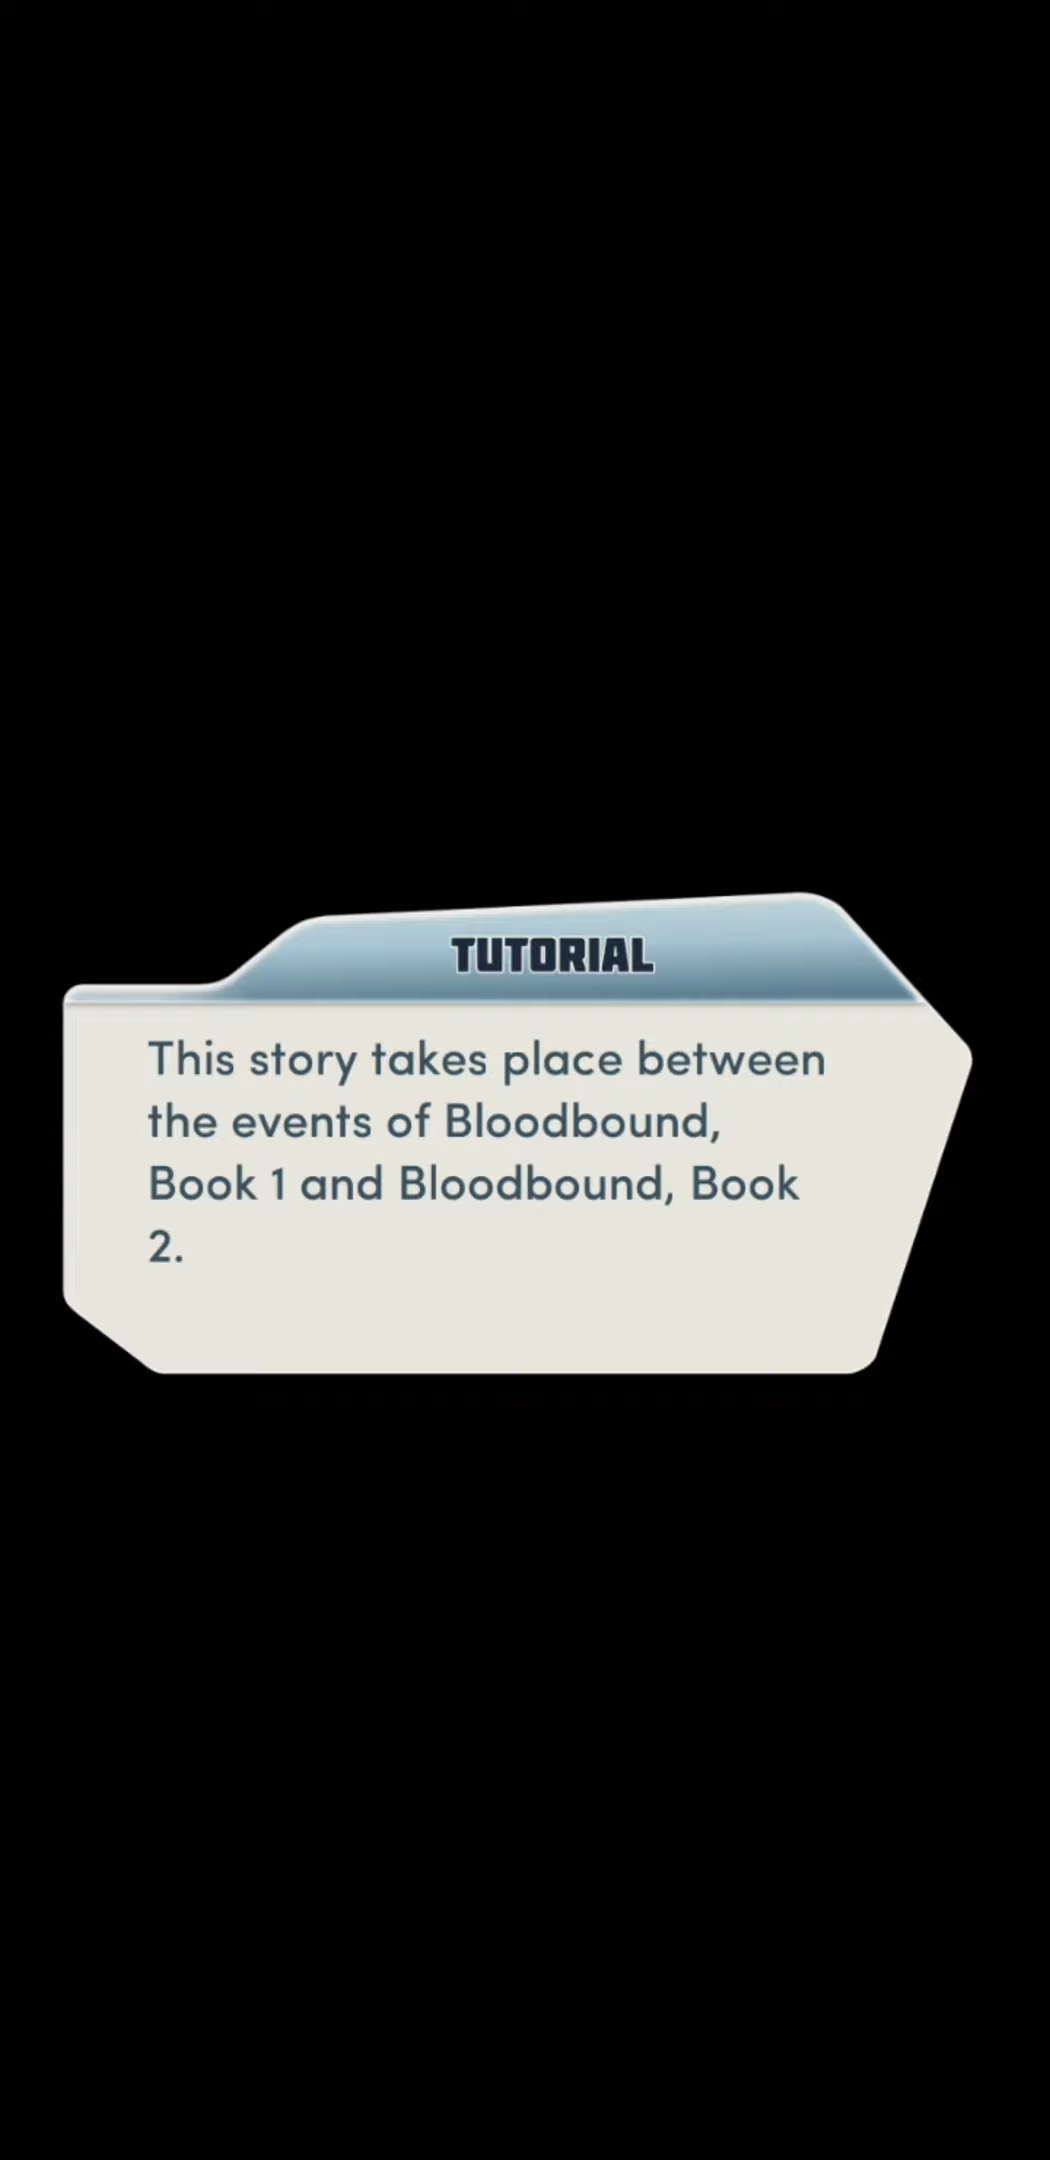 TUTORIAL
This story takes place between
the events of Bloodbound,
Book 1 and Bloodbound, Book
2.